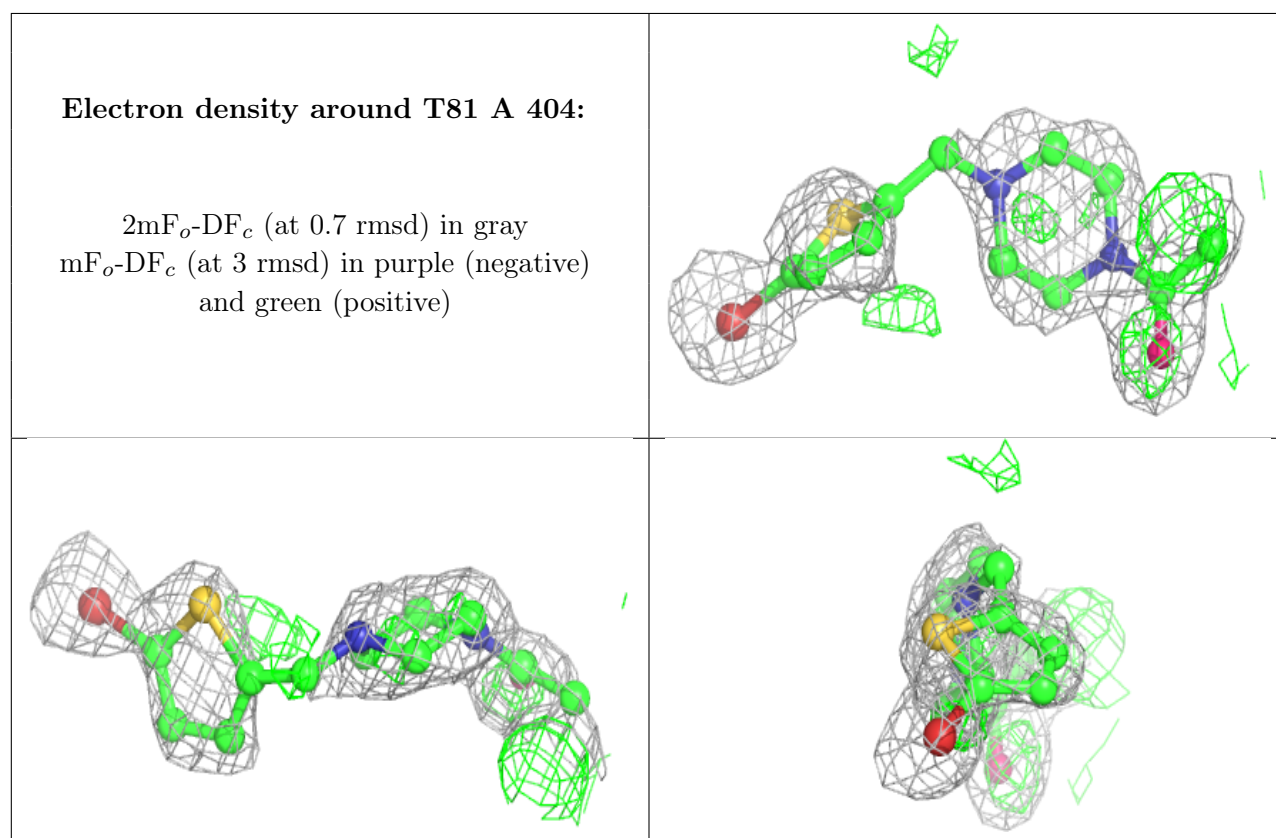 Electron density around T81 A 404:
2mFo-DFc (at 0.7 rmsd) in gray
mFo-DFc (at 3 rmsd) in purple (negative)
and green (positive)